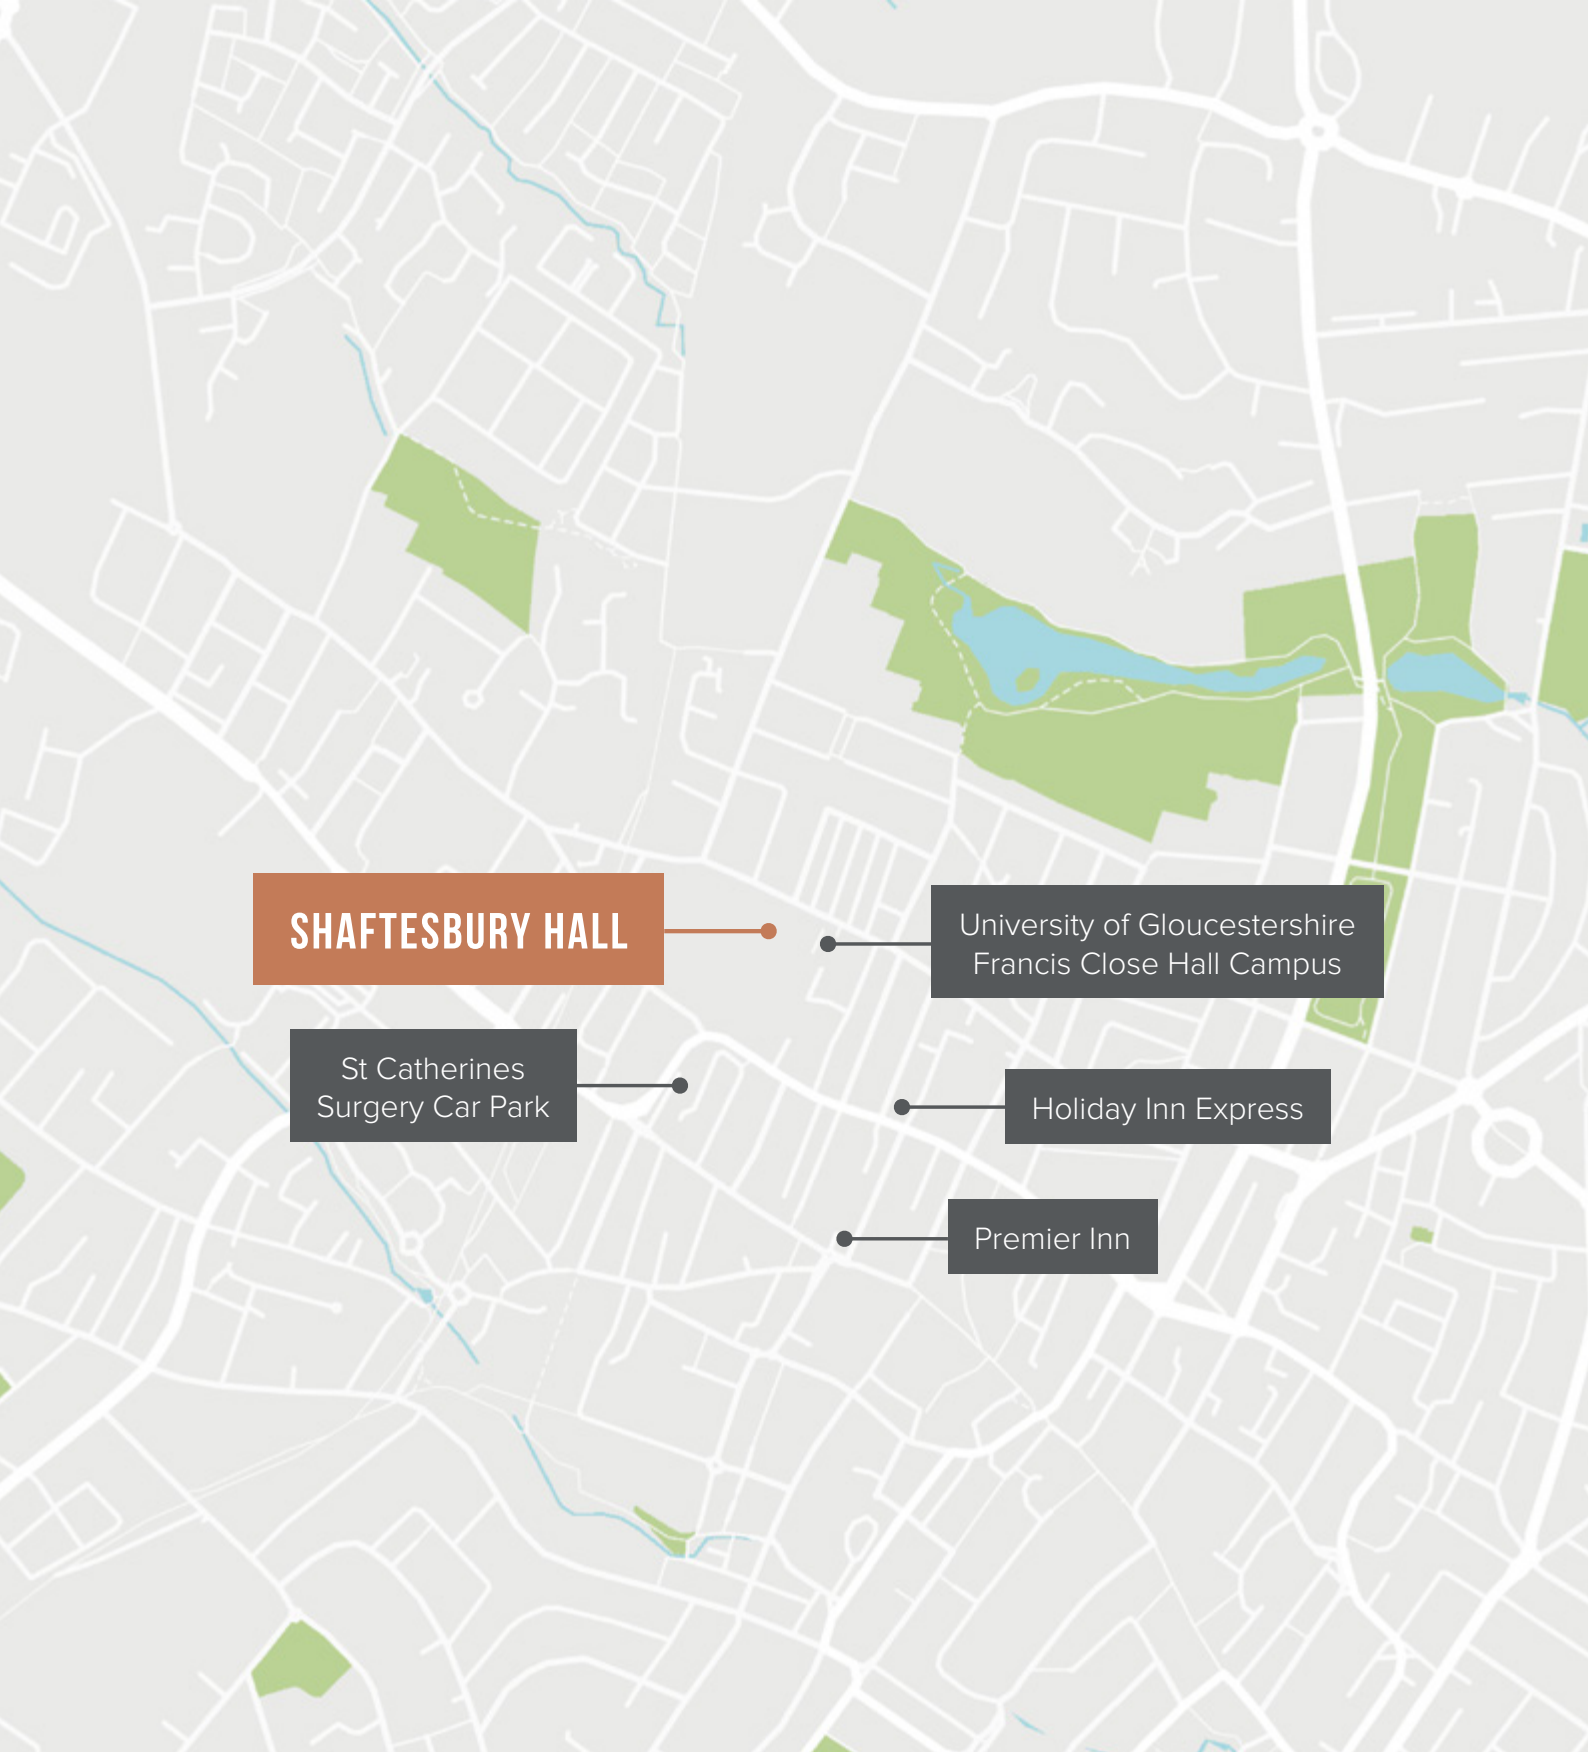 SHAFTESBURY HALL
University of Gloucestershire
Francis Close Hall Campus
St Catherines
Surgery Car Park
Holiday Inn Express
Premier Inn